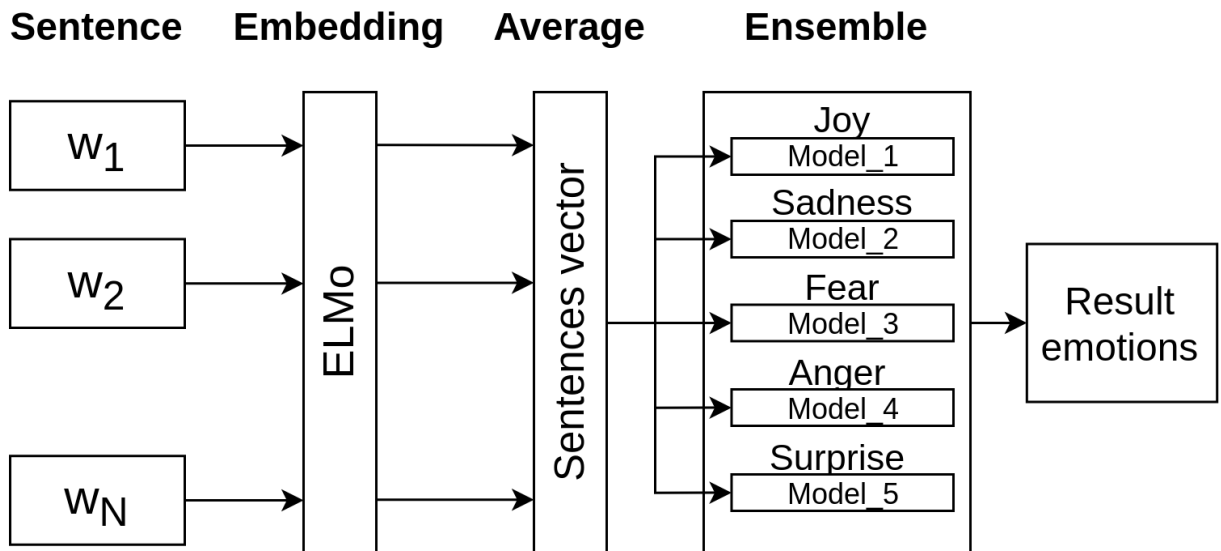 Sentence Embedding Average Ensemble
w1
w2
wN
ELMo
Sentences vector
Joy
Model_1
Sadness
Model_2
Fear
Model_3
Anger
Model_4
Surprise
Model_5
Result
emotions